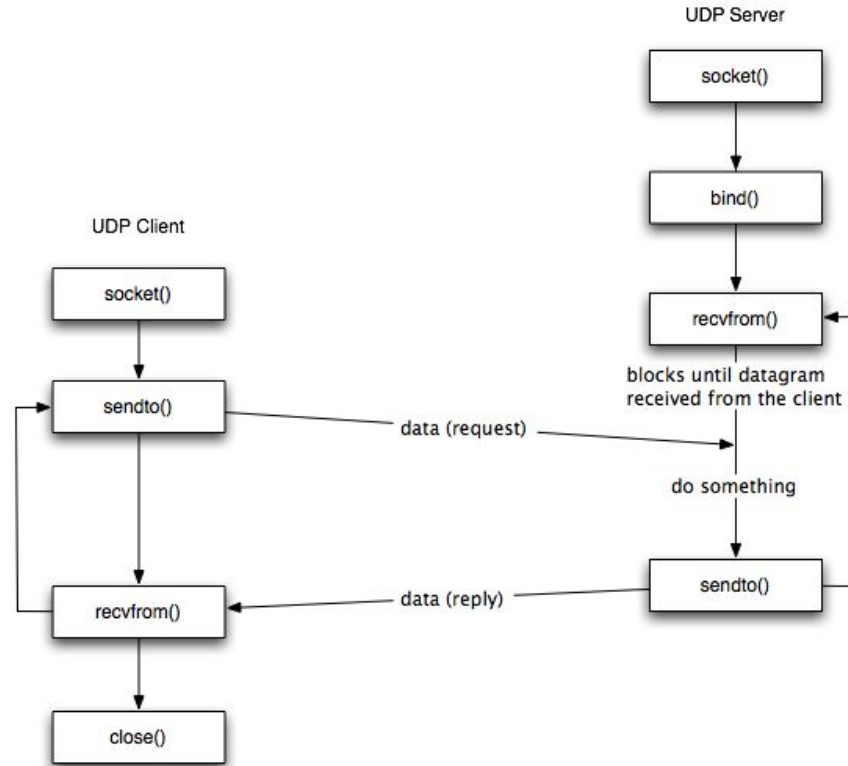 UDP Server
socket()
bind()
UDP Client
socket()
recvfrom()
blocks until datagram
received from the client
sendto()
data (request)
do something
sendto()
data (reply)
recvfrom()
close()